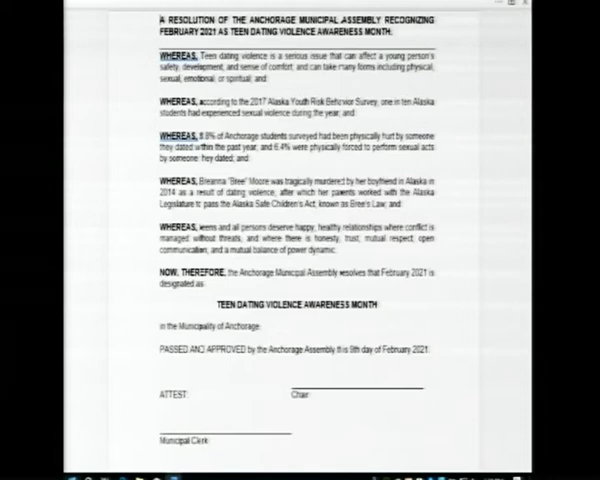 A RESOLUTION OF THE ANCHORAGE MUNICIPAL ASSEMBLY RECOGNIZING
FEBRUARY 2021 AS TEEN DATING VIOLENCE AWARENESS MONTH:
WHEREAS, Teen dating violence is a serious issue that can affect a young person's
safety, development, and sense of comfort, and can take many forms including physical,
sexual, emotional, or spiritual; and
WHEREAS, according to the 2017 Alaska Youth Risk Behavior Survey, one in ten Alaska
students had experienced sexual violence during the year; and
WHEREAS, 8.8% of Anchorage students surveyed had been physically hurt by someone
they dated within the past year; and 6.4% were physically forced to perform sexual acts
by someone they dated; and;
WHEREAS, Breanna "Bree" Moore was tragically murdered by her boyfriend in Alaska in
2014 as a result of dating violence, after which her parents worked with the Alaska
Legislature to pass the Alaska Safe Children's Act, known as Bree's Law; and;
WHEREAS, teens and all persons deserve happy, healthy relationships where conflict is
managed without threats, and where there is honesty, trust, mutual respect, open
communication, and a mutual balance of power dynamic.
NOW, THEREFORE, the Anchorage Municipal Assembly resolves that February 2021 is
designated as:
TEEN DATING VIOLENCE AWARENESS MONTH
in the Municipality of Anchorage.
PASSED AND APPROVED by the Anchorage Assembly this 9th day of February 2021.
ATTEST: Chair
Municipal Clerk